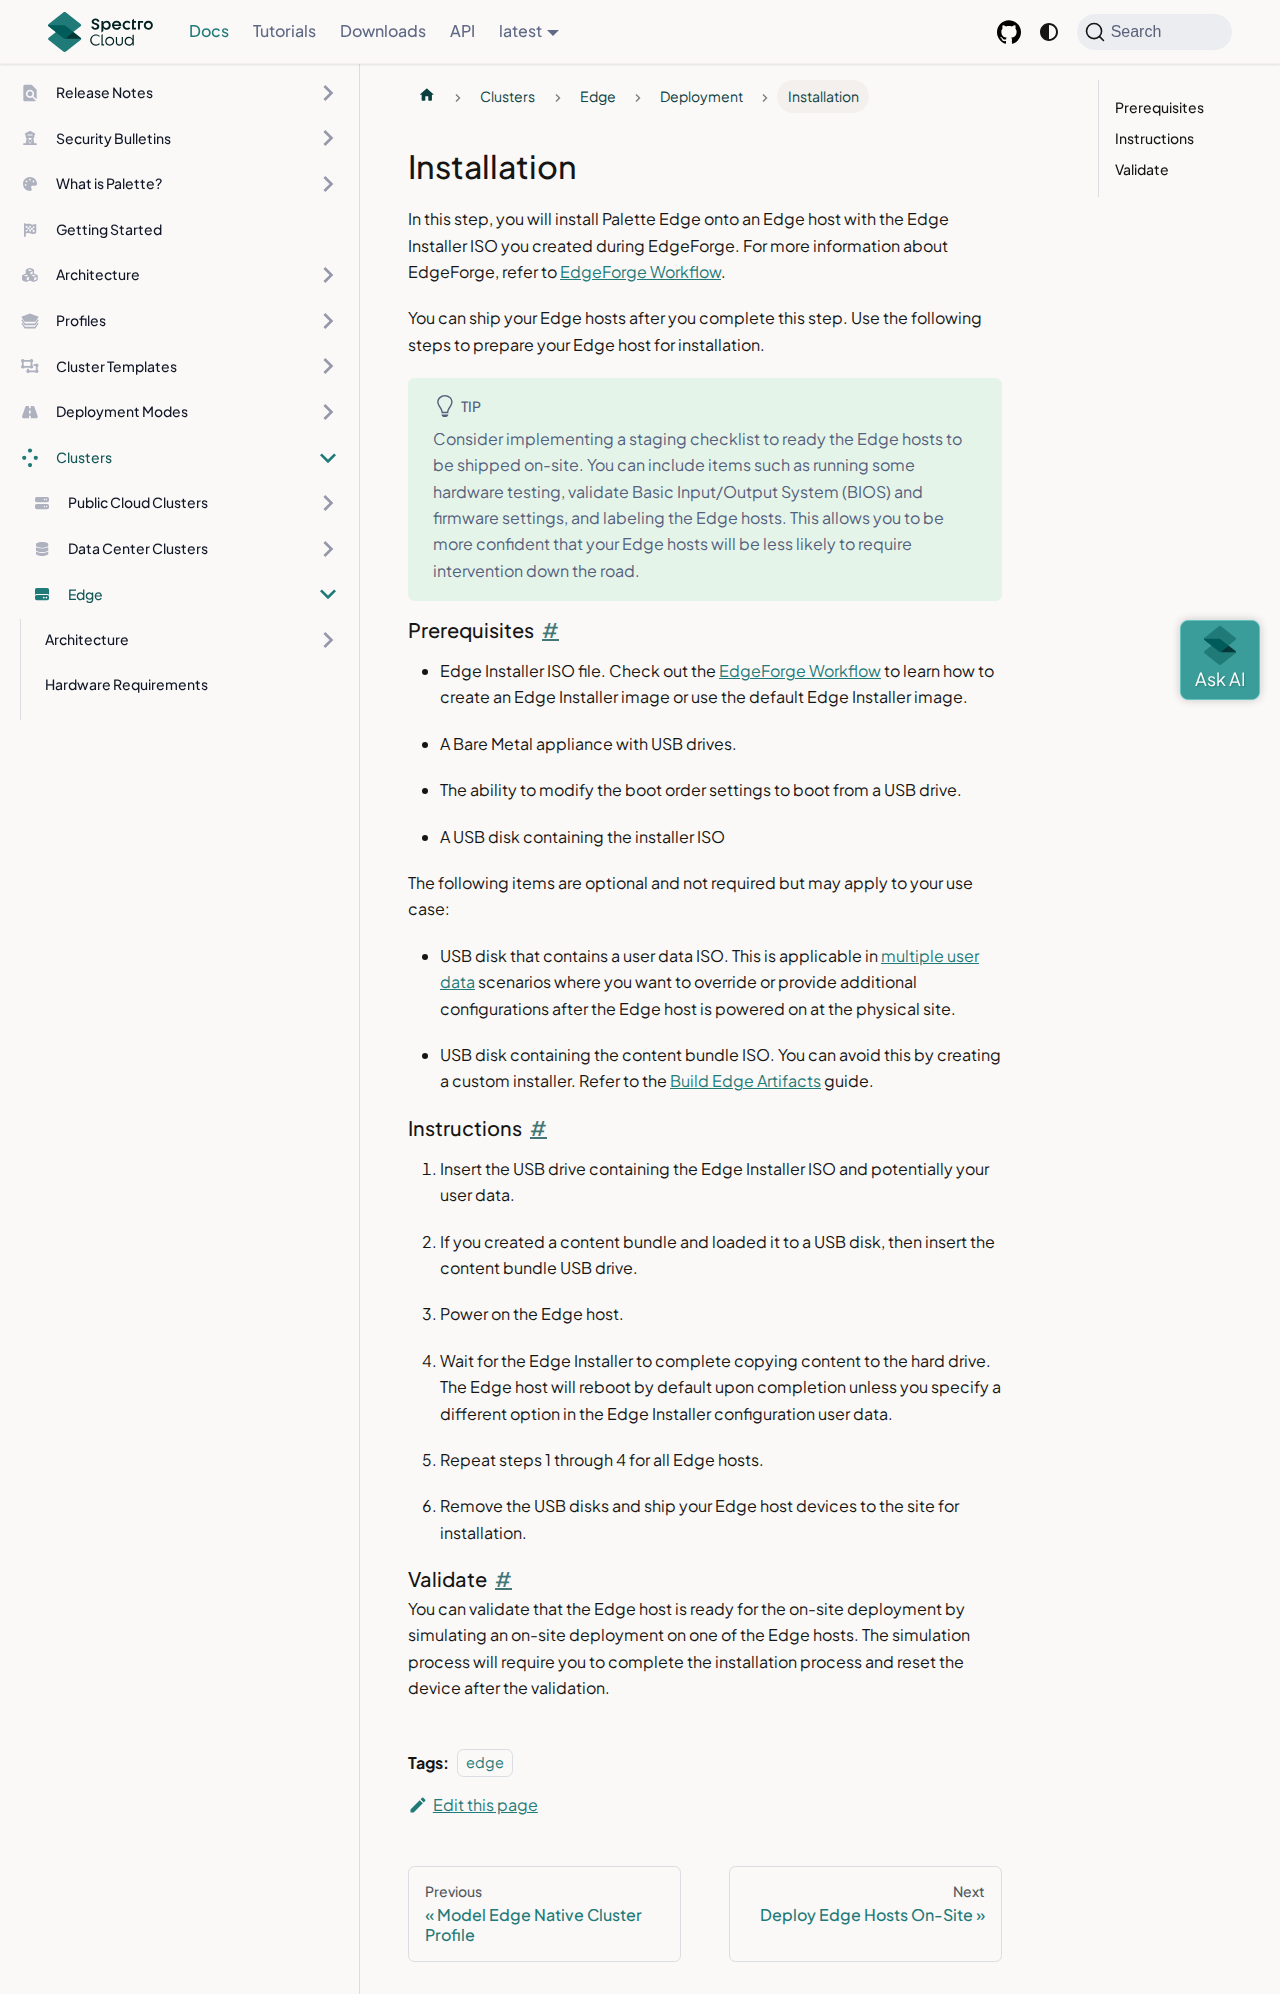 Spectro
Cloud
Docs
Tutorials
Downloads
API
latest
Search
Release Notes
Security Bulletins
What is Palette?
Getting Started
Architecture
Profiles
Cluster Templates
Deployment Modes
Clusters
Public Cloud Clusters
Data Center Clusters
Edge
Architecture
Hardware Requirements
Clusters
Edge
Deployment
Installation
Installation
In this step, you will install Palette Edge onto an Edge host with the Edge
Installer ISO you created during EdgeForge. For more information about
EdgeForge, refer to EdgeForge Workflow.
You can ship your Edge hosts after you complete this step. Use the following
steps to prepare your Edge host for installation.
TIP
Consider implementing a staging checklist to ready the Edge hosts to
be shipped on-site. You can include items such as running some
hardware testing, validate Basic Input/Output System (BIOS) and
firmware settings, and labeling the Edge hosts. This allows you to be
more confident that your Edge hosts will be less likely to require
intervention down the road.
Prerequisites #
• Edge Installer ISO file. Check out the EdgeForge Workflow to learn how to
create an Edge Installer image or use the default Edge Installer image.
• A Bare Metal appliance with USB drives.
• The ability to modify the boot order settings to boot from a USB drive.
• A USB disk containing the installer ISO
The following items are optional and not required but may apply to your use
case:
• USB disk that contains a user data ISO. This is applicable in multiple user
data scenarios where you want to override or provide additional
configurations after the Edge host is powered on at the physical site.
• USB disk containing the content bundle ISO. You can avoid this by creating
a custom installer. Refer to the Build Edge Artifacts guide.
Instructions #
1. Insert the USB drive containing the Edge Installer ISO and potentially your
user data.
2. If you created a content bundle and loaded it to a USB disk, then insert the
content bundle USB drive.
3. Power on the Edge host.
4. Wait for the Edge Installer to complete copying content to the hard drive.
The Edge host will reboot by default upon completion unless you specify a
different option in the Edge Installer configuration user data.
5. Repeat steps 1 through 4 for all Edge hosts.
6. Remove the USB disks and ship your Edge host devices to the site for
installation.
Validate #
You can validate that the Edge host is ready for the on-site deployment by
simulating an on-site deployment on one of the Edge hosts. The simulation
process will require you to complete the installation process and reset the
device after the validation.
Tags: edge
Edit this page
Previous
« Model Edge Native Cluster
Profile
Next
Deploy Edge Hosts On-Site »
Prerequisites
Instructions
Validate
Ask AI